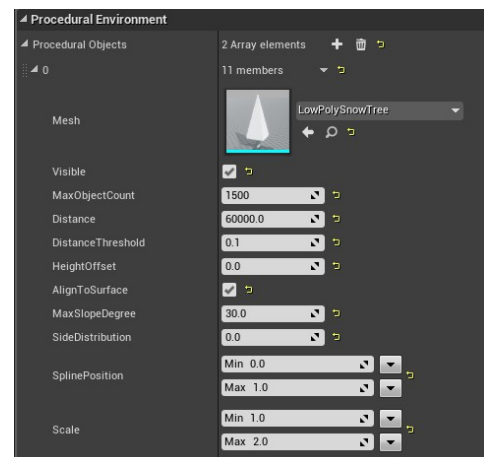 Procedural Environment
Procedural Objects 2 Array elements
0 11 members
Mesh LowPolySnowTree
Visible
MaxObjectCount 1500
Distance 60000.0
DistanceThreshold 0.1
HeightOffset 0.0
AlignToSurface
MaxSlopeDegree 30.0
SideDistribution 0.0
SplinePosition Min 0.0
Max 1.0
Scale Min 1.0
Max 2.0